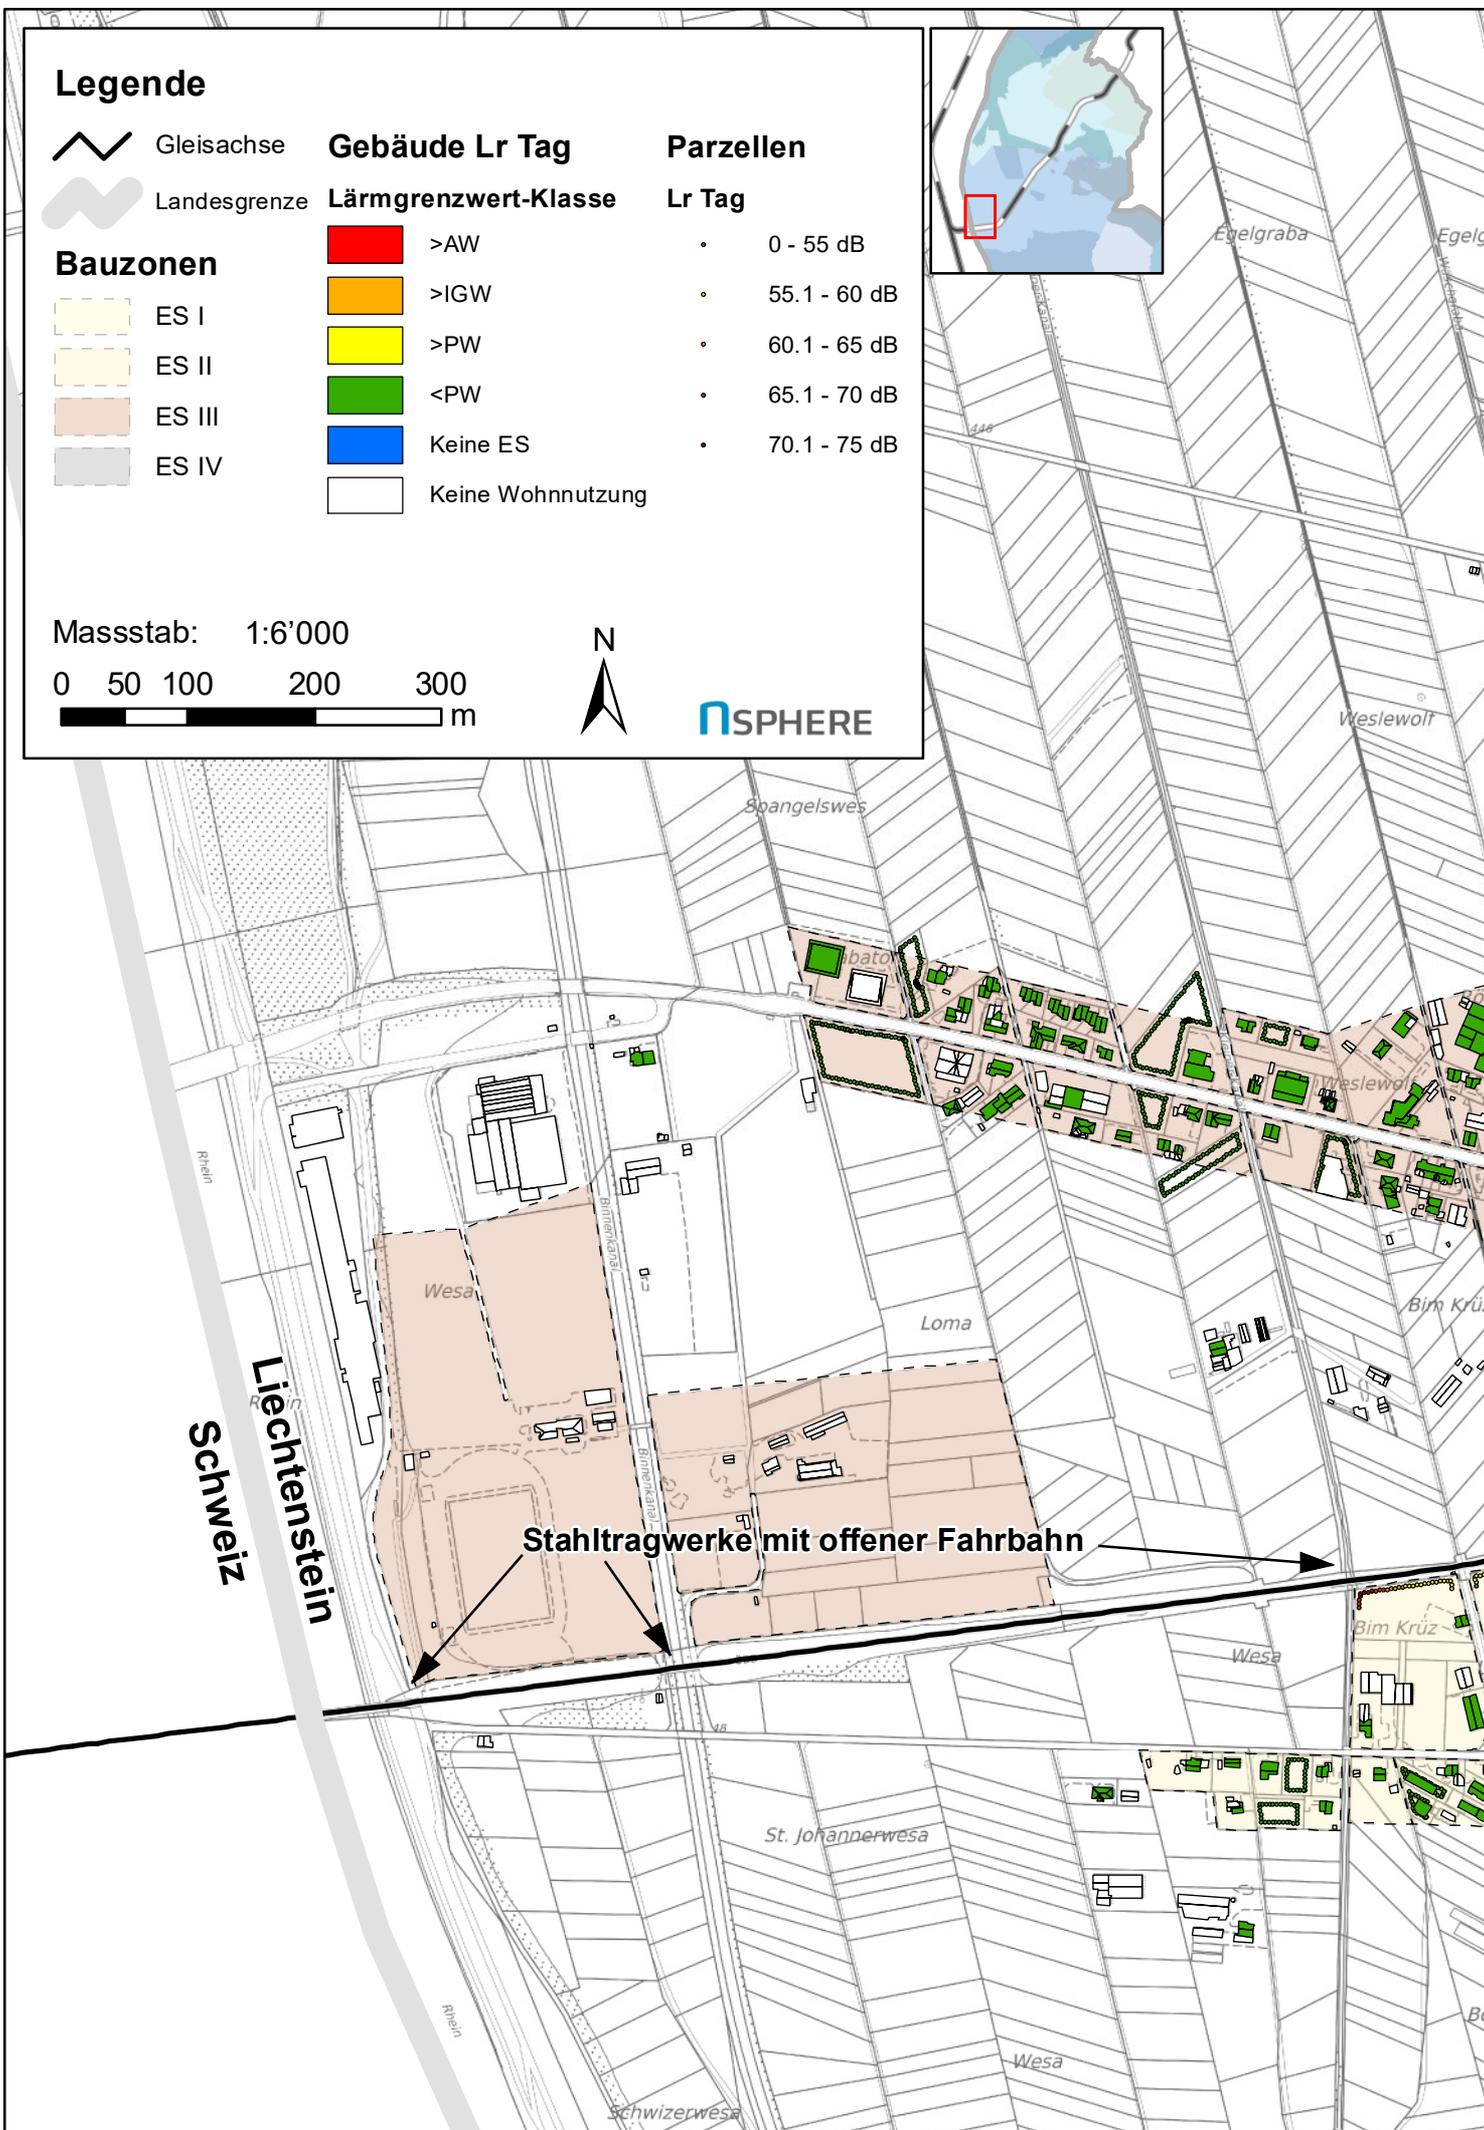 Legende
Gleisachse
Landesgrenze
Bauzonen
ES I
ES II
ES III
ES IV
Gebäude Lr Tag
Lärmgrenzwert-Klasse
>AW
>IGW
>PW
<PW
Keine ES
Keine Wohnnutzung
Parzellen
Lr Tag
0 - 55 dB
55.1 - 60 dB
60.1 - 65 dB
65.1 - 70 dB
70.1 - 75 dB
Massstab: 1:6’000
0 50 100 200 300 m
N
nSPHERE
Egelgraba
446
Weslewolf
Spangelswes
Weslewolf
Rhein
Binnenkanal
Wesa
Loma
Liechtenstein
Schweiz
Binnenkanal
Stahltragwerke mit offener Fahrbahn
Bim Krüz
Wesa
48
St. Johannerwesa
Rhein
Wesa
Schwizerwesa